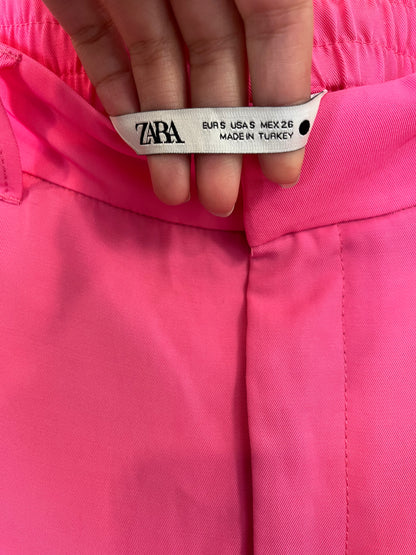 ZARA
EUR S USA S MEX 26
MADE IN TURKEY